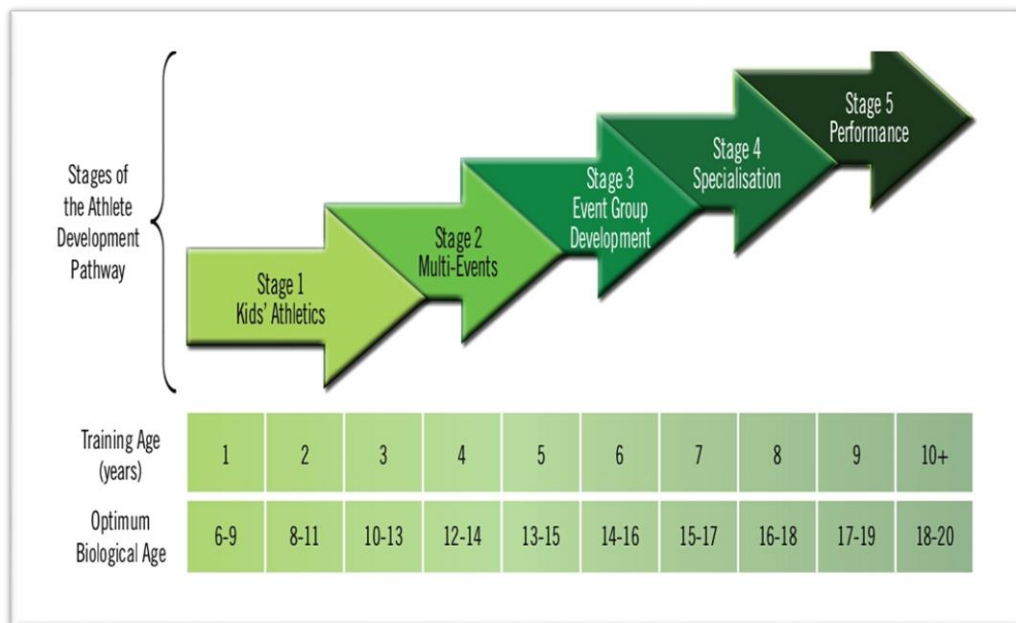 Stages of
the Athlete
Development
Pathway
Stage 1
Kids' Athletics
Stage 2
Multi-Events
Stage 3
Event Group
Development
Stage 4
Specialisation
Stage 5
Performance
Training Age
(years)
1 2 3 4 5 6 7 8 9 10+
Optimum
Biological Age
6-9 8-11 10-13 12-14 13-15 14-16 15-17 16-18 17-19 18-20